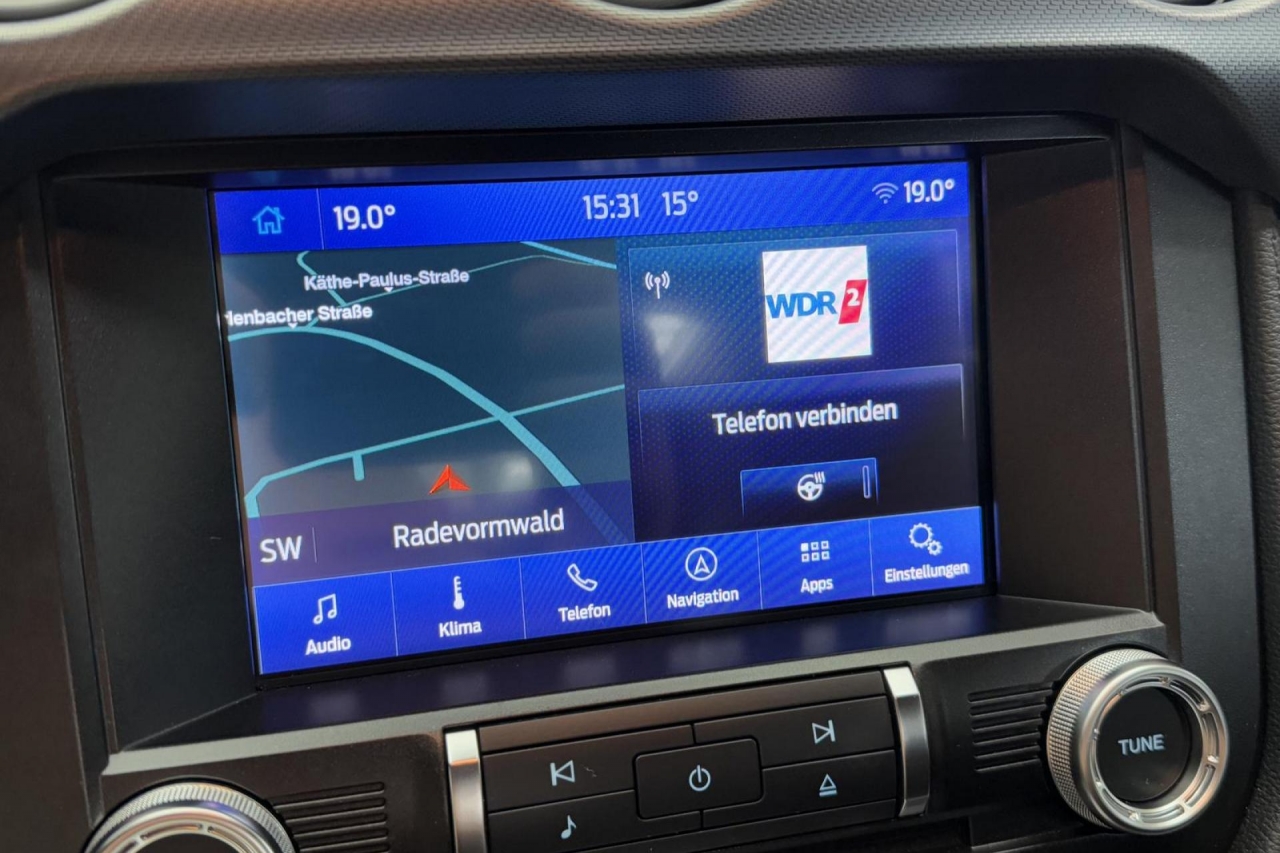 19.0° 15:31 15° 19.0°
Käthe-Paulus-Straße
lenbacher Straße
WDR 2
Telefon verbinden
SW Radevormwald
Audio Klima Telefon Navigation Apps Einstellungen
TUNE